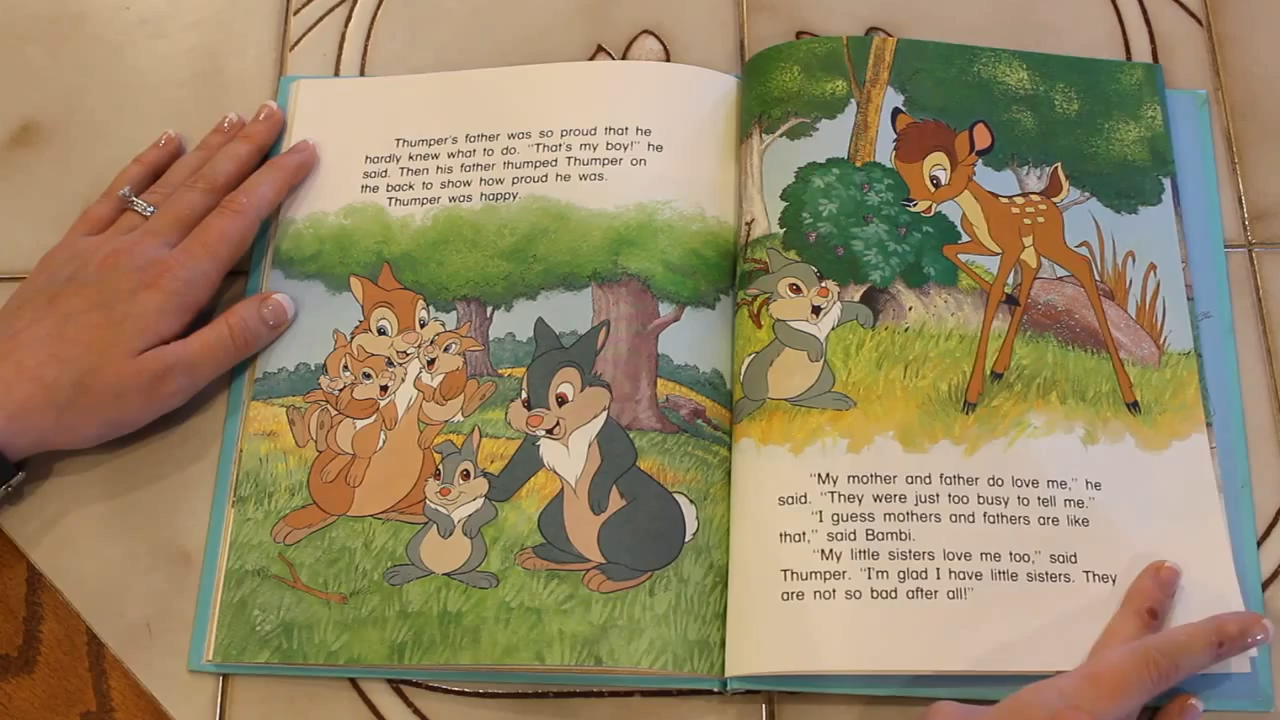 Thumper's father was so proud that he
hardly knew what to do. "That's my boy!" he
said. Then his father thumped Thumper on
the back to show how proud he was.
Thumper was happy.
"My mother and father do love me," he
said. "They were just too busy to tell me."
"I guess mothers and fathers are like
that," said Bambi.
"My little sisters love me too," said
Thumper. "I'm glad I have little sisters. They
are not so bad after all!"